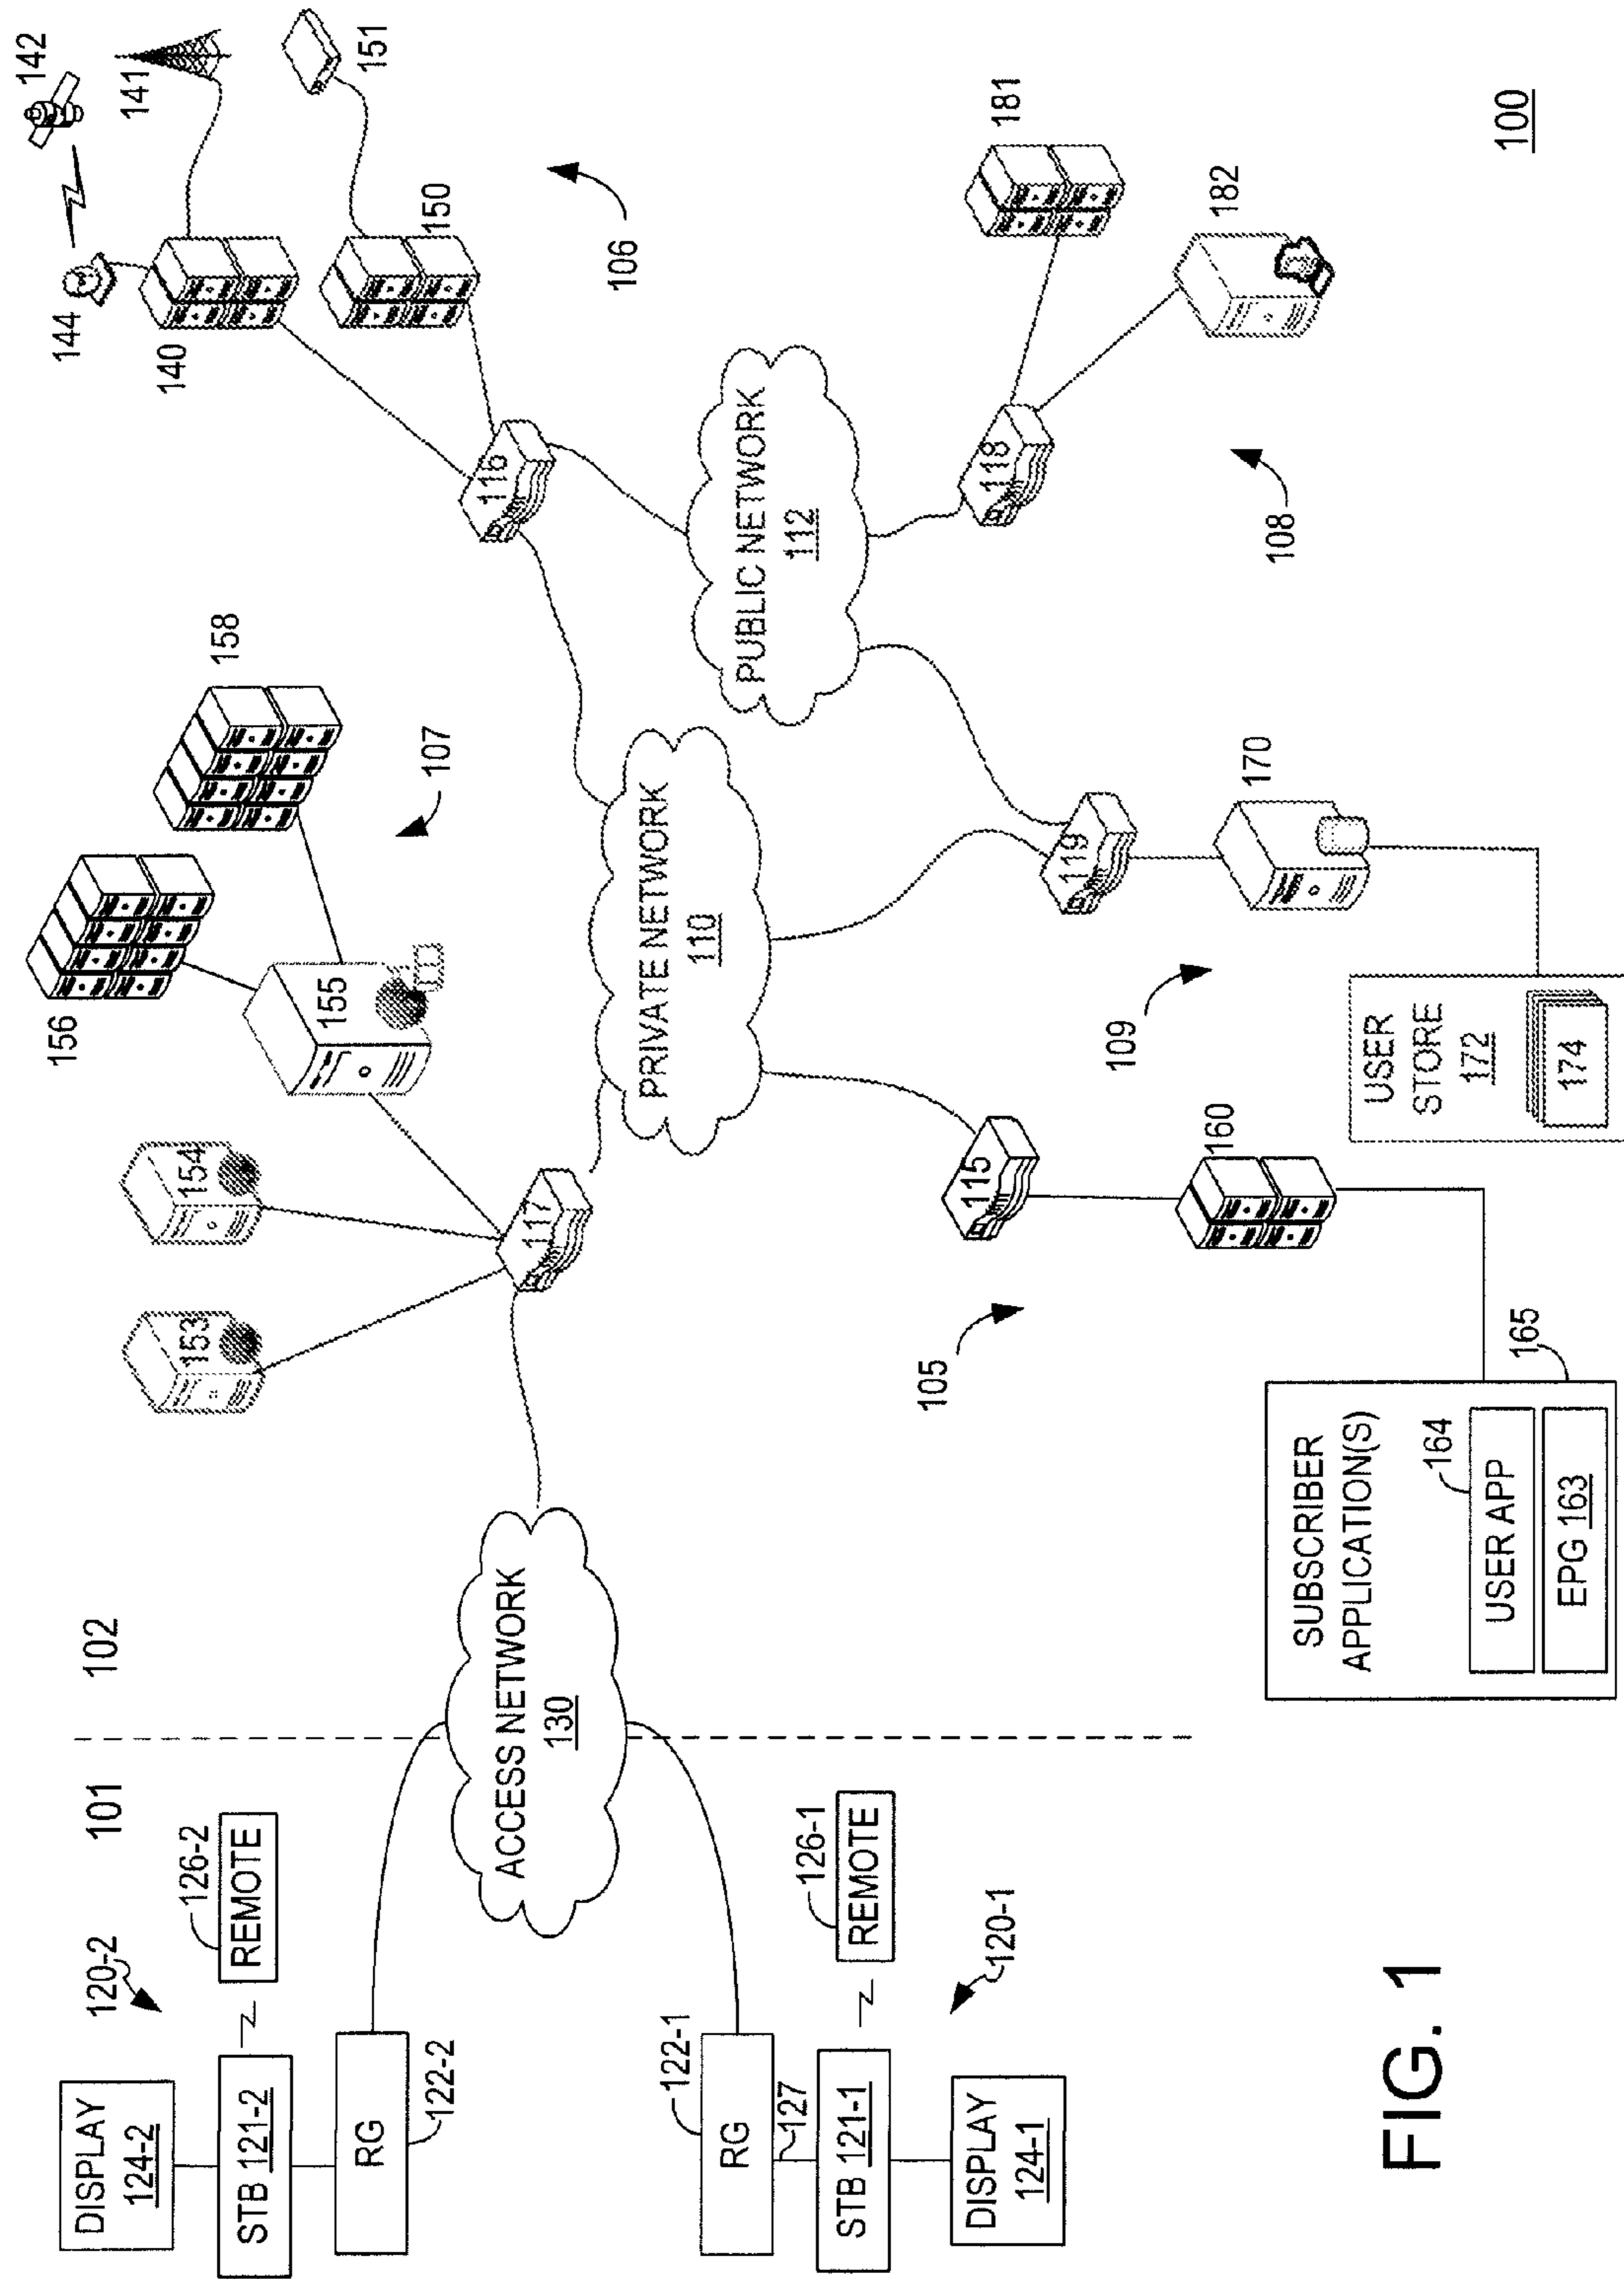 101
102
120-2
DISPLAY
124-2
126-2
STB 121-2
REMOTE
RG
122-2
ACCESS NETWORK
130
122-1
RG
127
126-1
STB 121-1
REMOTE
DISPLAY
124-1
120-1
153
154
155
156
158
107
117
144
142
141
140
151
150
106
116
PRIVATE NETWORK
110
PUBLIC NETWORK
112
105
115
160
SUBSCRIBER
APPLICATION(S)
164
USER APP
EPG 163
165
109
119
170
USER
STORE
172
174
118
181
182
108
100
FIG. 1